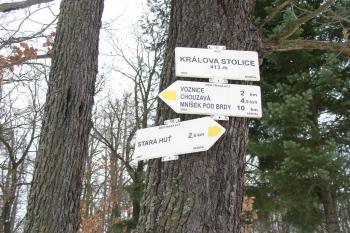 KRÁLOVA STOLICE
413 m
VOZNICE 2 km
CHOUZAVÁ 4,5 km
MNÍŠEK POD BRDY 10 km
STARÁ HUŤ 2,5 km